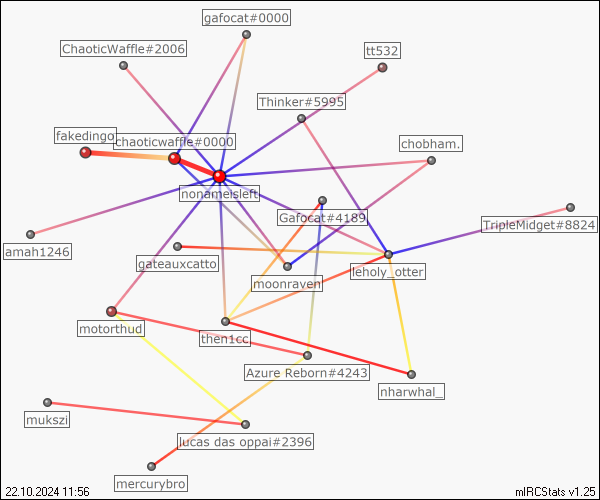 gafocat#0000
ChaoticWaffle#2006
tt532
Thinker#5995
fakedingo
chaoticwaffle#0000
chobham.
nonameisleft
Gafocat#4189
TripleMidget#8824
amah1246
gateauxcatto
leholy_otter
moonraven
motorthud
then1cc
Azure Reborn#4243
nharwhal_
mukszi
lucas das oppai#2396
mercurybro
22.10.2024 11:56
mIRCStats v1.25